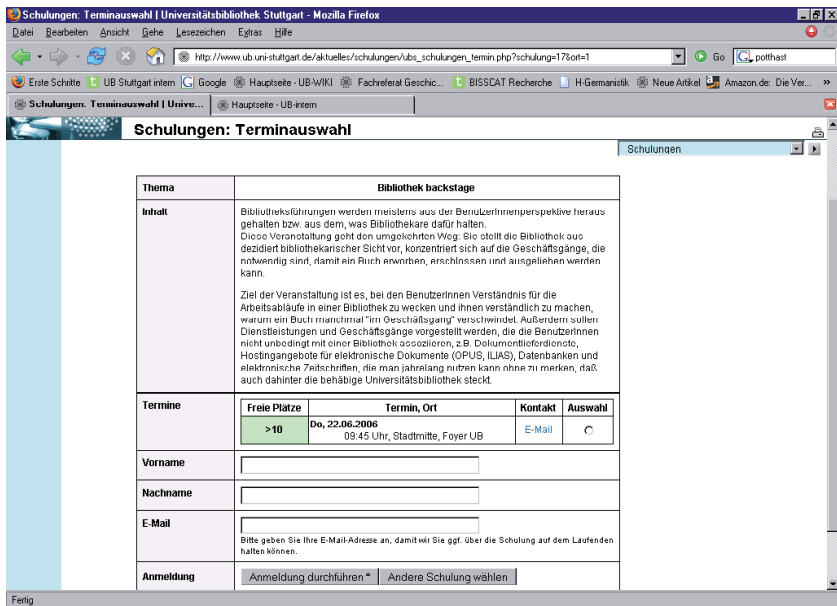 Schulungen: Terminauswahl | Universitätsbibliothek Stuttgart - Mozilla Firefox
Datei Bearbeiten Ansicht Gehe Lesezeichen Extras Hilfe
http://www.ub.uni-stuttgart.de/aktuelles/schulungen/ubs_schulungen_termin.php?schulung=17&ort=1 Go G potthast
Erste Schritte UB Stuttgart intern Google Hauptseite - UB-WIKI Fachreferat Geschic... BISSCAT Recherche H-Germanistik Neue Artikel Amazon.de: Die Ver... »
Schulungen: Terminauswahl | Unive... Hauptseite - UB-intern
Schulungen: Terminauswahl
Schulungen
Thema Bibliothek backstage
Inhalt Bibliotheksführungen werden meistens aus der BenutzerInnenperspektive heraus
gehalten bzw. aus dem, was Bibliothekare dafür halten.
Diese Veranstaltung geht den umgekehrten Weg: Sie stellt die Bibliothek aus
dezidiert bibliothekarischer Sicht vor, konzentriert sich auf die Geschäftsgänge, die
notwendig sind, damit ein Buch erworben, erschlossen und ausgeliehen werden
kann.
Ziel der Veranstaltung ist es, bei den BenutzerInnen Verständnis für die
Arbeitsabläufe in einer Bibliothek zu wecken und ihnen verständlich zu machen,
warum ein Buch manchmal "im Geschäftsgang" verschwindet. Außerdem sollen
Dienstleistungen und Geschäftsgänge vorgestellt werden, die die BenutzerInnen
nicht unbedingt mit einer Bibliothek assoziieren, z.B. Dokumentlieferdienste,
Hostingangebote für elektronische Dokumente (OPUS, ILIAS), Datenbanken und
elektronische Zeitschriften, die man jahrelang nutzen kann ohne zu merken, daß
auch dahinter die behäbige Universitätsbibliothek steckt.
Termine Freie Plätze Termin, Ort Kontakt Auswahl
>10 Do, 22.06.2006 E-Mail
09:45 Uhr, Stadtmitte, Foyer UB
Vorname
Nachname
E-Mail
Bitte geben Sie Ihre E-Mail-Adresse an, damit wir Sie ggf. über die Schulung auf dem Laufenden
halten können.
Anmeldung Anmeldung durchführen * Andere Schulung wählen
Fertig